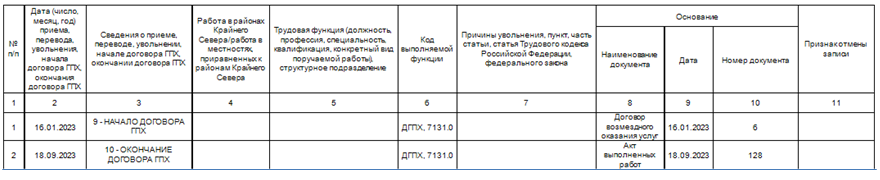 № п/п
Дата (число, месяц, год) приема, перевода, увольнения, начала договора ГПХ, окончания договора ГПХ
Сведения о приеме, переводе, увольнении, начале договора ГПХ, окончании договора ГПХ
Работа в районах Крайнего Севера/работа в местностях, приравненных к районам Крайнего Севера
Трудовая функция (должность, профессия, специальность, квалификация, конкретный вид поручаемой работы), структурное подразделение
Код выполняемой функции
Причины увольнения, пункт, часть статьи, статья Трудового кодекса Российской Федерации, федерального закона
Основание
Наименование документа
Дата
Номер документа
Признак отмены записи
1 2 3 4 5 6 7 8 9 10 11
1 16.01.2023 9 - НАЧАЛО ДОГОВОРА ГПХ ДГПХ, 7131.0 Договор возмездного оказания услуг 16.01.2023 6
2 18.09.2023 10 - ОКОНЧАНИЕ ДОГОВОРА ГПХ ДГПХ, 7131.0 Акт выполненных работ 18.09.2023 128